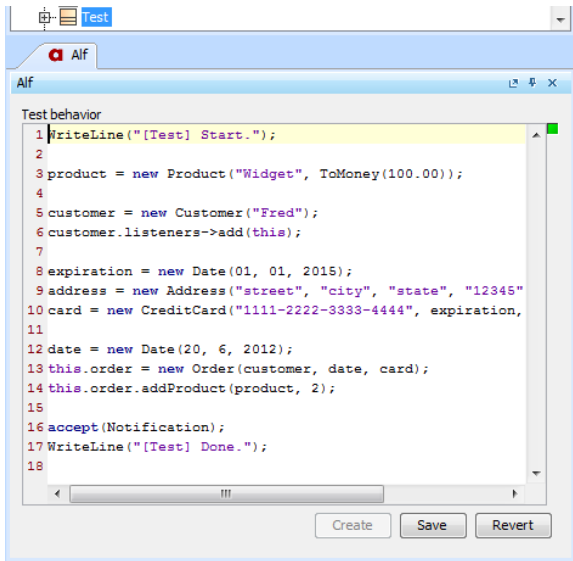 Test
Alf
Alf
Test behavior
1 WriteLine("[Test] Start.");
2
3 product = new Product("Widget", ToMoney(100.00));
4
5 customer = new Customer("Fred");
6 customer.listeners->add(this);
7
8 expiration = new Date(01, 01, 2015);
9 address = new Address("street", "city", "state", "12345"
10 card = new CreditCard("1111-2222-3333-4444", expiration,
11
12 date = new Date(20, 6, 2012);
13 this.order = new Order(customer, date, card);
14 this.order.addProduct(product, 2);
15
16 accept(Notification);
17 WriteLine("[Test] Done.");
18
Create Save Revert